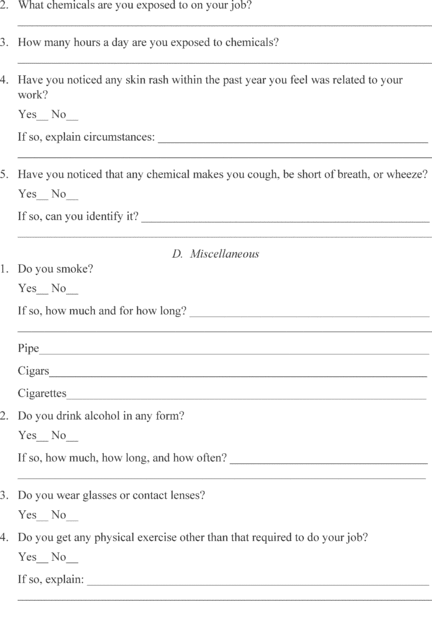 2. What chemicals are you exposed to on your job?
3. How many hours a day are you exposed to chemicals?
4. Have you noticed any skin rash within the past year you feel was related to your
work?
Yes__ No__
If so, explain circumstances:
5. Have you noticed that any chemical makes you cough, be short of breath, or wheeze?
Yes__ No__
If so, can you identify it?
D. Miscellaneous
1. Do you smoke?
Yes__ No__
If so, how much and for how long?
Pipe
Cigars
Cigarettes
2. Do you drink alcohol in any form?
Yes__ No__
If so, how much, how long, and how often?
3. Do you wear glasses or contact lenses?
Yes__ No__
4. Do you get any physical exercise other than that required to do your job?
Yes__ No__
If so, explain: